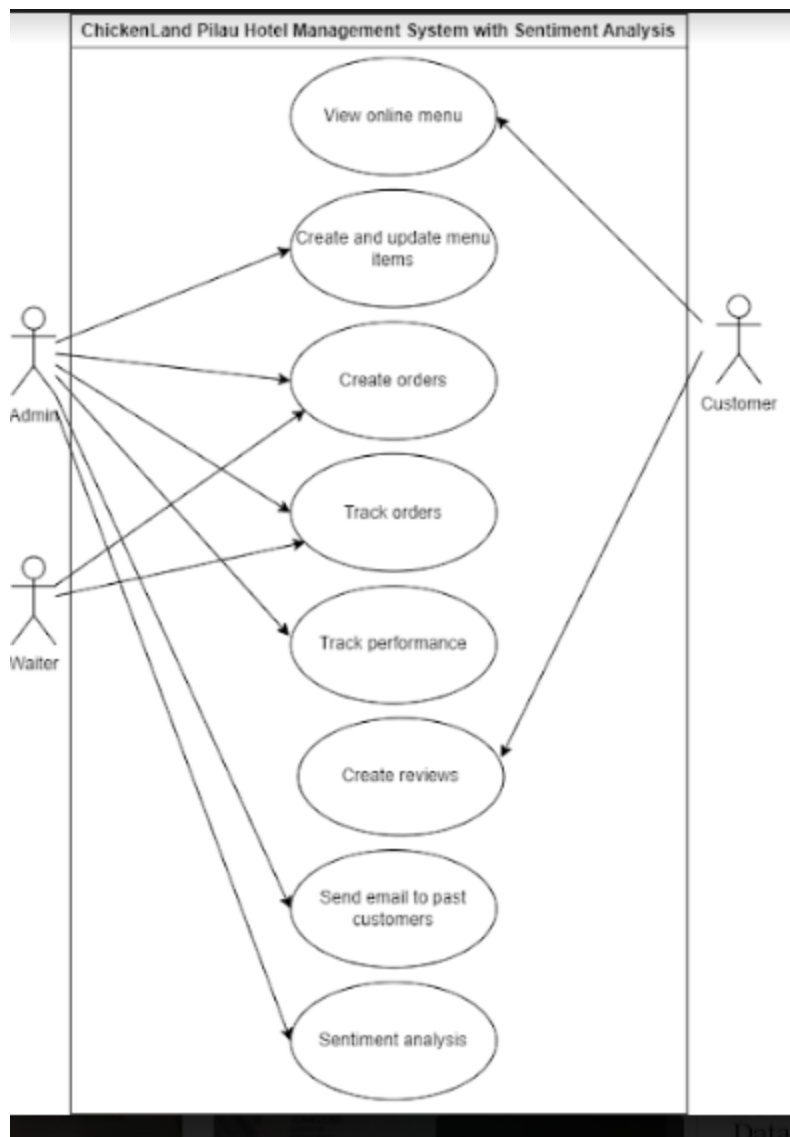 ChickenLand Pilau Hotel Management System with Sentiment Analysis
View online menu
Create and update menu
items
Create orders
Admin
Customer
Track orders
Waiter
Track performance
Create reviews
Send email to past
customers
Sentiment analysis
Data